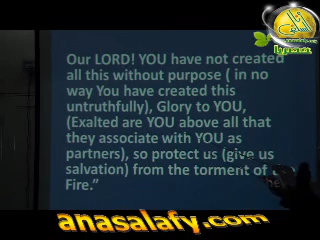 Our LORD! YOU have not created
all this without purpose ( in no
way You have created this
untruthfully), Glory to YOU,
(Exalted are YOU above all that
they associate with YOU as
partners), so protect us (give us
salvation) from the torment of
Fire.”
anasalafy.com